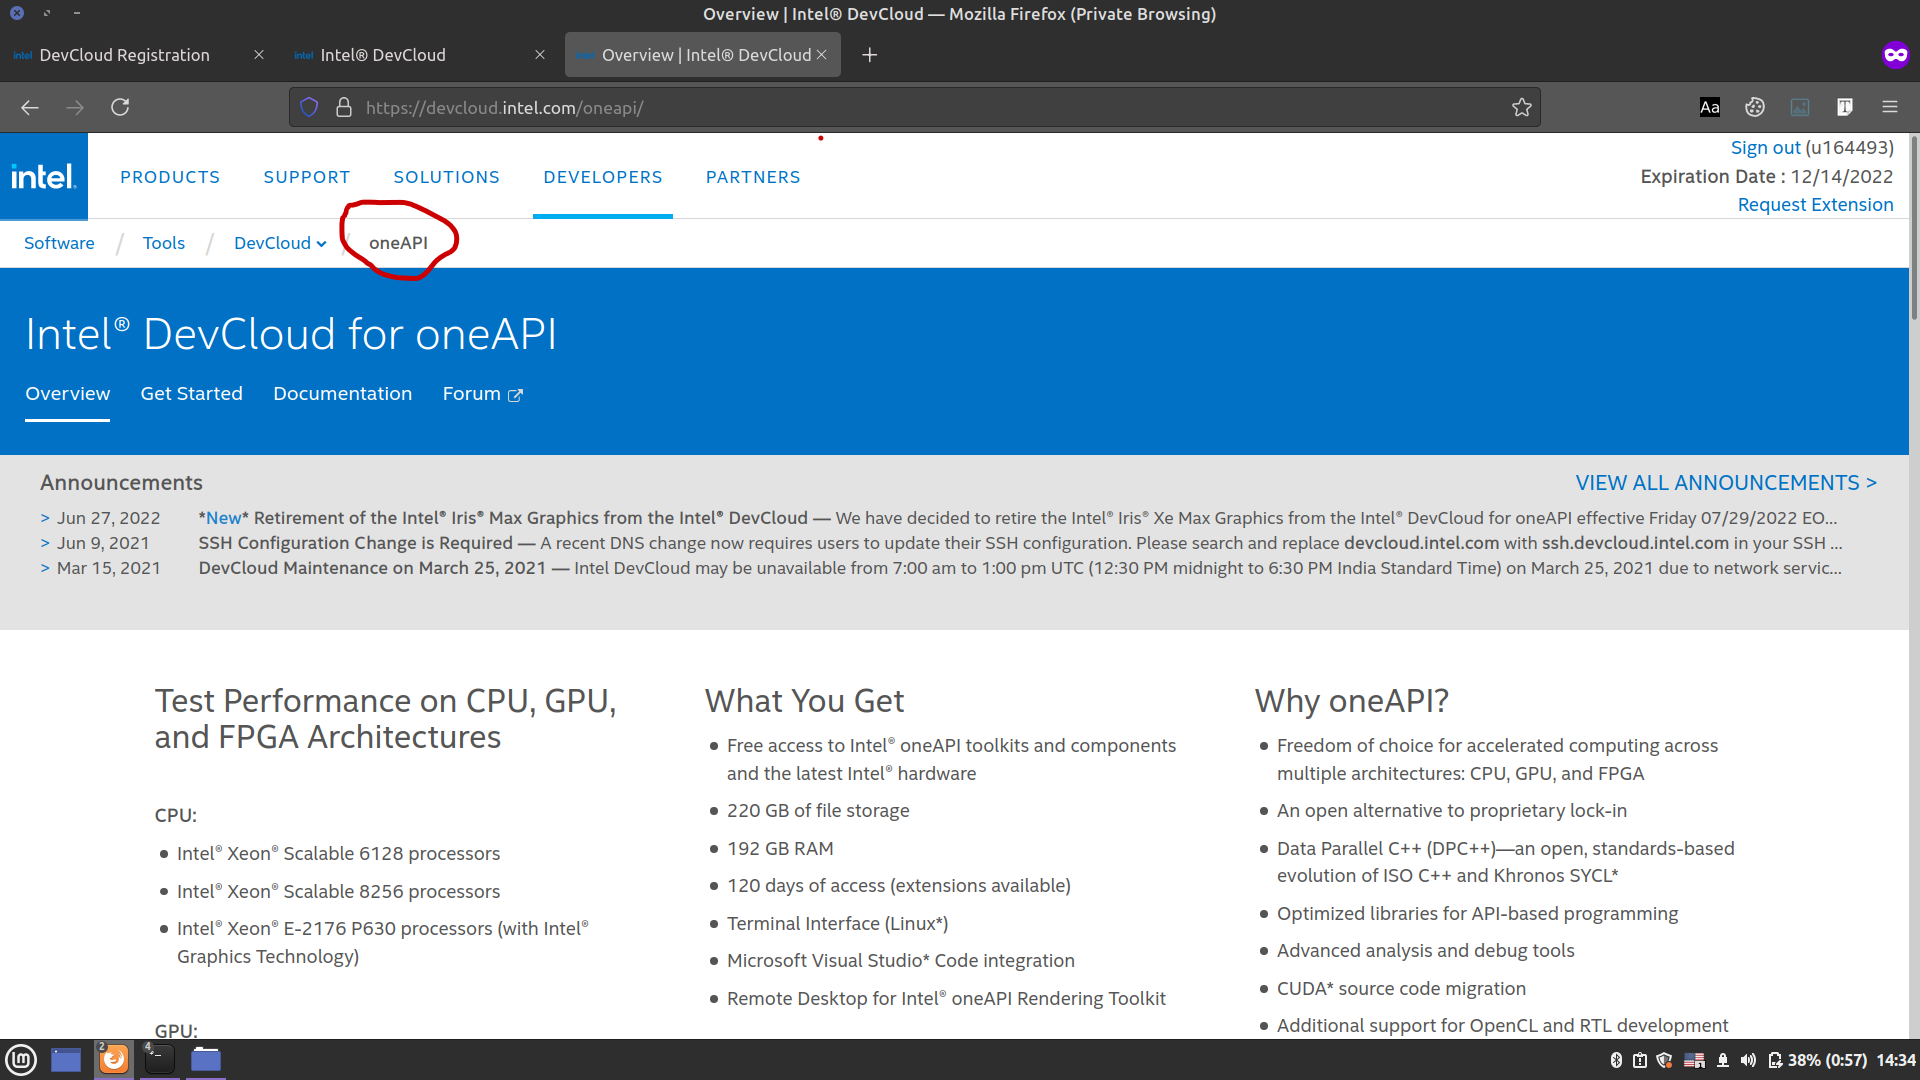 Overview | Intel® DevCloud — Mozilla Firefox (Private Browsing)
intel DevCloud Registration
intel Intel® DevCloud
Overview | Intel® DevCloud
https://devcloud.intel.com/oneapi/
Aa
T
intel.
PRODUCTS SUPPORT SOLUTIONS DEVELOPERS PARTNERS
Sign out (u164493)
Expiration Date : 12/14/2022
Request Extension
Software / Tools / DevCloud / oneAPI
Intel® DevCloud for oneAPI
Overview Get Started Documentation Forum
Announcements
VIEW ALL ANNOUNCEMENTS >
> Jun 27, 2022 *New* Retirement of the Intel® Iris® Max Graphics from the Intel® DevCloud — We have decided to retire the Intel® Iris® Xe Max Graphics from the Intel® DevCloud for oneAPI effective Friday 07/29/2022 EO...
> Jun 9, 2021 SSH Configuration Change is Required — A recent DNS change now requires users to update their SSH configuration. Please search and replace devcloud.intel.com with ssh.devcloud.intel.com in your SSH ...
> Mar 15, 2021 DevCloud Maintenance on March 25, 2021 — Intel DevCloud may be unavailable from 7:00 am to 1:00 pm UTC (12:30 PM midnight to 6:30 PM India Standard Time) on March 25, 2021 due to network servic...
Test Performance on CPU, GPU,
and FPGA Architectures
CPU:
• Intel® Xeon® Scalable 6128 processors
• Intel® Xeon® Scalable 8256 processors
• Intel® Xeon® E-2176 P630 processors (with Intel®
Graphics Technology)
GPU:
What You Get
• Free access to Intel® oneAPI toolkits and components
and the latest Intel® hardware
• 220 GB of file storage
• 192 GB RAM
• 120 days of access (extensions available)
• Terminal Interface (Linux*)
• Microsoft Visual Studio* Code integration
• Remote Desktop for Intel® oneAPI Rendering Toolkit
Why oneAPI?
• Freedom of choice for accelerated computing across
multiple architectures: CPU, GPU, and FPGA
• An open alternative to proprietary lock-in
• Data Parallel C++ (DPC++)—an open, standards-based
evolution of ISO C++ and Khronos SYCL*
• Optimized libraries for API-based programming
• Advanced analysis and debug tools
• CUDA* source code migration
• Additional support for OpenCL and RTL development
2
4
38% (0:57) 14:34